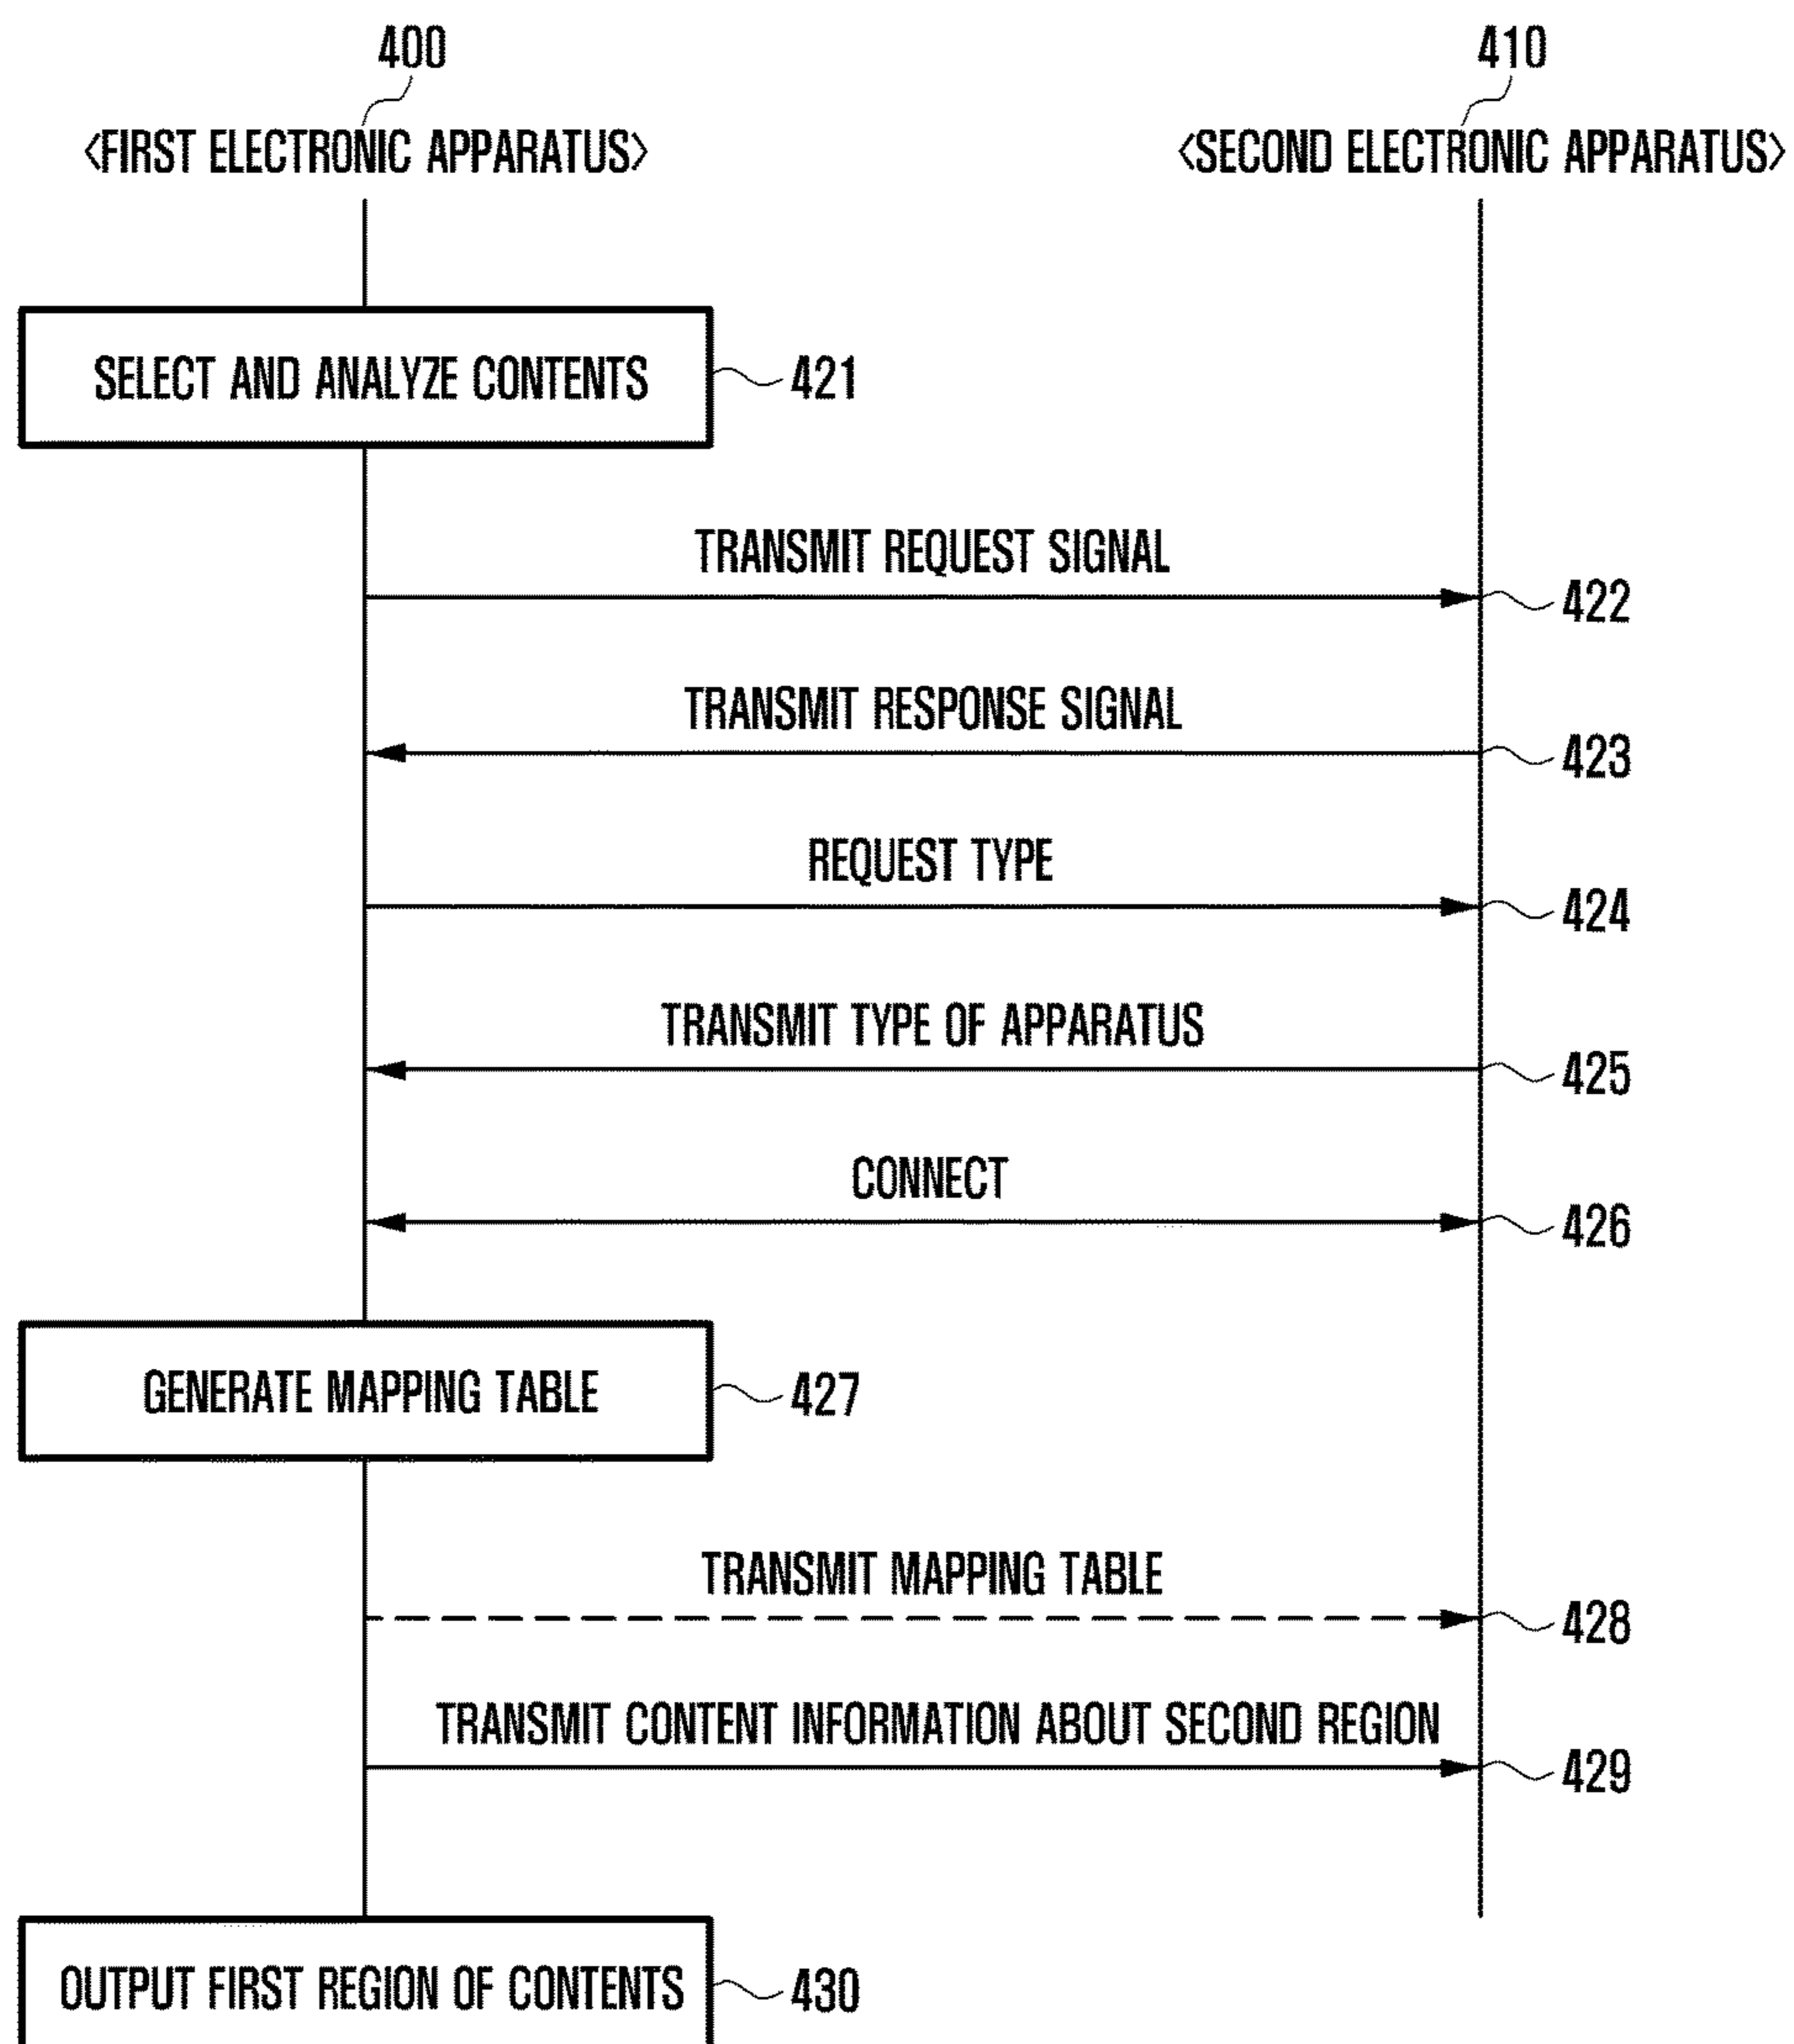 400
410
<FIRST ELECTRONIC APPARATUS>
<SECOND ELECTRONIC APPARATUS>
SELECT AND ANALYZE CONTENTS
421
TRANSMIT REQUEST SIGNAL
422
TRANSMIT RESPONSE SIGNAL
423
REQUEST TYPE
424
TRANSMIT TYPE OF APPARATUS
425
CONNECT
426
GENERATE MAPPING TABLE
427
TRANSMIT MAPPING TABLE
428
TRANSMIT CONTENT INFORMATION ABOUT SECOND REGION
429
OUTPUT FIRST REGION OF CONTENTS
430